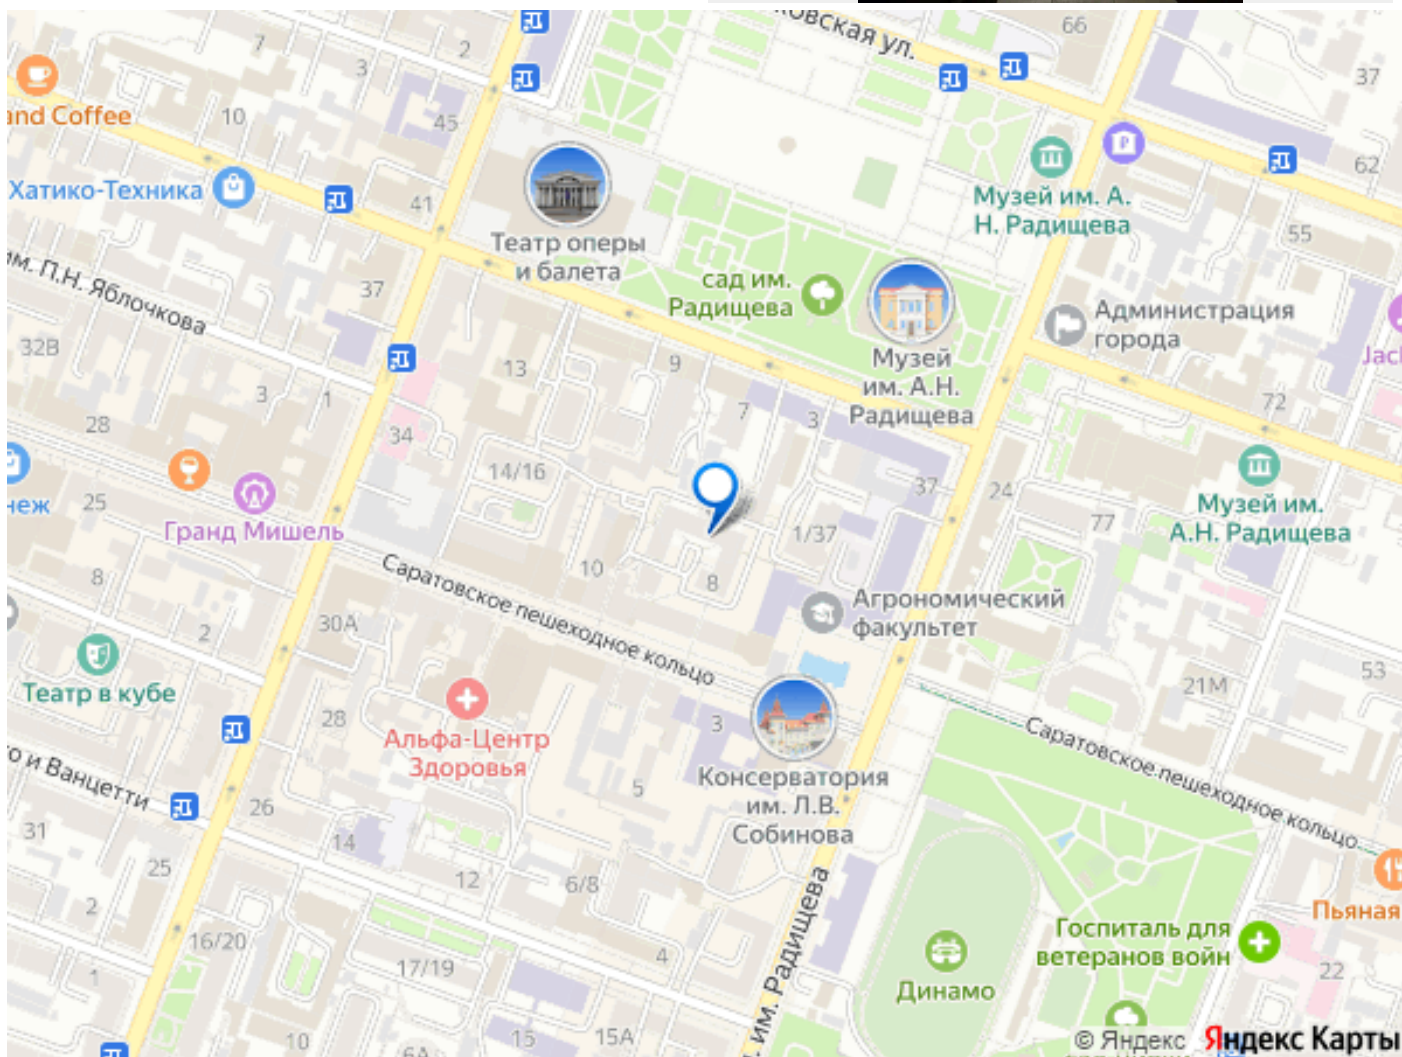 7
2
66
3
37
and Coffee
10
45
62
Хатико-Техника
41
Музей им. А.
Н. Радищева
55
Театр оперы
и балета
им. П.Н. Яблочкова
37
сад им.
Радищева
Администрация
города
32В
Музей
им. А.Н.
Радищева
9
13
3
1
7
3
72
28
34
14/16
37
24
25
Гранд Мишель
77
Музей им.
А.Н. Радищева
1/37
8
10
8
Саратовское пешеходное кольцо
Агрономический
факультет
2
30А
53
Театр в кубе
21М
28
3
Альфа-Центр
Здоровья
Саратовское пешеходное кольцо
Консерватория
им. Л.В.
Собинова
5
и Ванцетти
26
31
14
25
12
6/8
2
Пьяная
16/20
Госпиталь для
ветеранов войн
4
17/19
22
1
Динамо
им. Радищева
10
15
15А
6А
© Яндекс Яндекс Карты